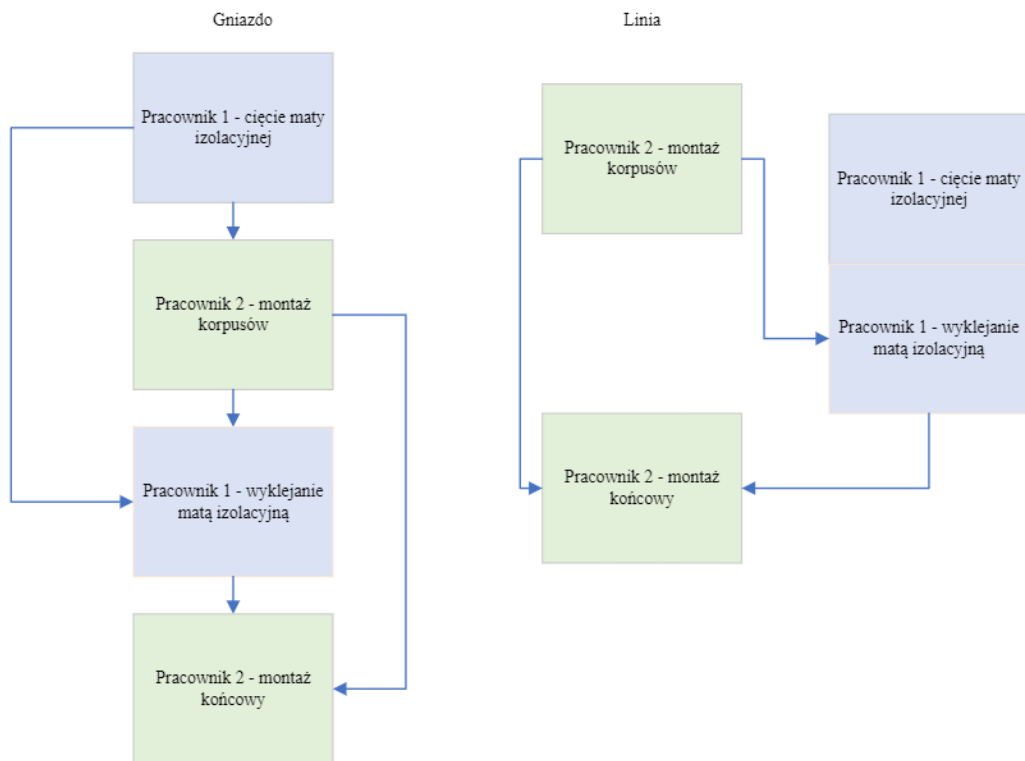 Gniazdo
Pracownik 1 - cięcie maty
izolacyjnej
Pracownik 2 - montaż
korpusów
Pracownik 1 - wyklejanie
matą izolacyjną
Pracownik 2 - montaż
końcowy
Linia
Pracownik 2 - montaż
korpusów
Pracownik 1 - cięcie maty
izolacyjnej
Pracownik 1 - wyklejanie
matą izolacyjną
Pracownik 2 - montaż
końcowy